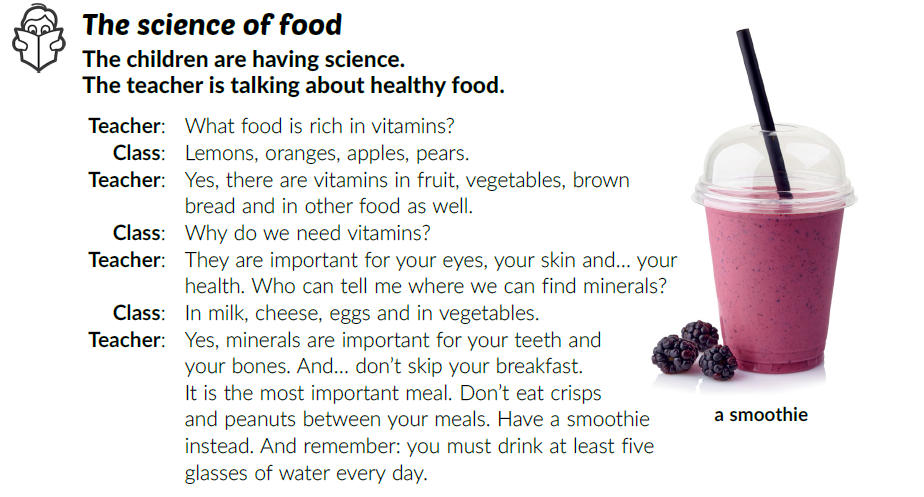 The science of food
The children are having science.
The teacher is talking about healthy food.
Teacher: What food is rich in vitamins?
Class: Lemons, oranges, apples, pears.
Teacher: Yes, there are vitamins in fruit, vegetables, brown
bread and in other food as well.
Class: Why do we need vitamins?
Teacher: They are important for your eyes, your skin and... your
health. Who can tell me where we can find minerals?
Class: In milk, cheese, eggs and in vegetables.
Teacher: Yes, minerals are important for your teeth and
your bones. And... don’t skip your breakfast.
It is the most important meal. Don’t eat crisps
and peanuts between your meals. Have a smoothie
instead. And remember: you must drink at least five
glasses of water every day.
a smoothie